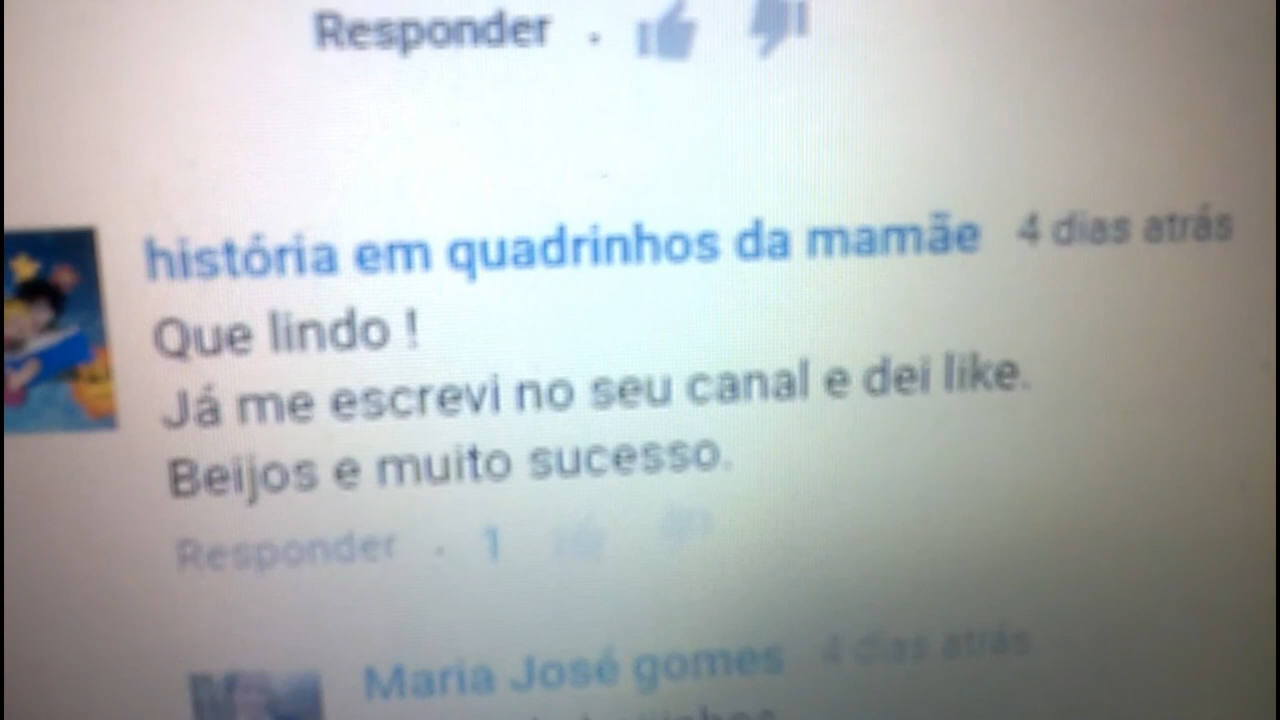 Responder .
história em quadrinhos da mamãe 4 dias atrás
Que lindo !
Já me escrevi no seu canal e dei like.
Beijos e muito sucesso.
Responder . 1
Maria José gomes 4 dias atrás